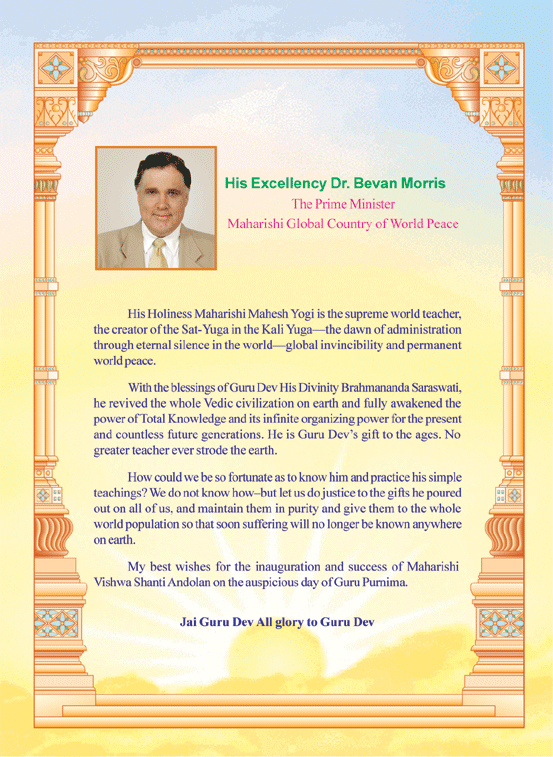 His Excellency Dr. Bevan Morris
The Prime Minister
Maharishi Global Country of World Peace
His Holiness Maharishi Mahesh Yogi is the supreme world teacher,
the creator of the Sat-Yuga in the Kali Yuga—the dawn of administration
through eternal silence in the world—global invincibility and permanent
world peace.
With the blessings of Guru Dev His Divinity Brahmananda Saraswati,
he revived the whole Vedic civilization on earth and fully awakened the
power of Total Knowledge and its infinite organizing power for the present
and countless future generations. He is Guru Dev's gift to the ages. No
greater teacher ever strode the earth.
How could we be so fortunate as to know him and practice his simple
teachings? We do not know how–but let us do justice to the gifts he poured
out on all of us, and maintain them in purity and give them to the whole
world population so that soon suffering will no longer be known anywhere
on earth.
My best wishes for the inauguration and success of Maharishi
Vishwa Shanti Andolan on the auspicious day of Guru Purnima.
Jai Guru Dev All glory to Guru Dev